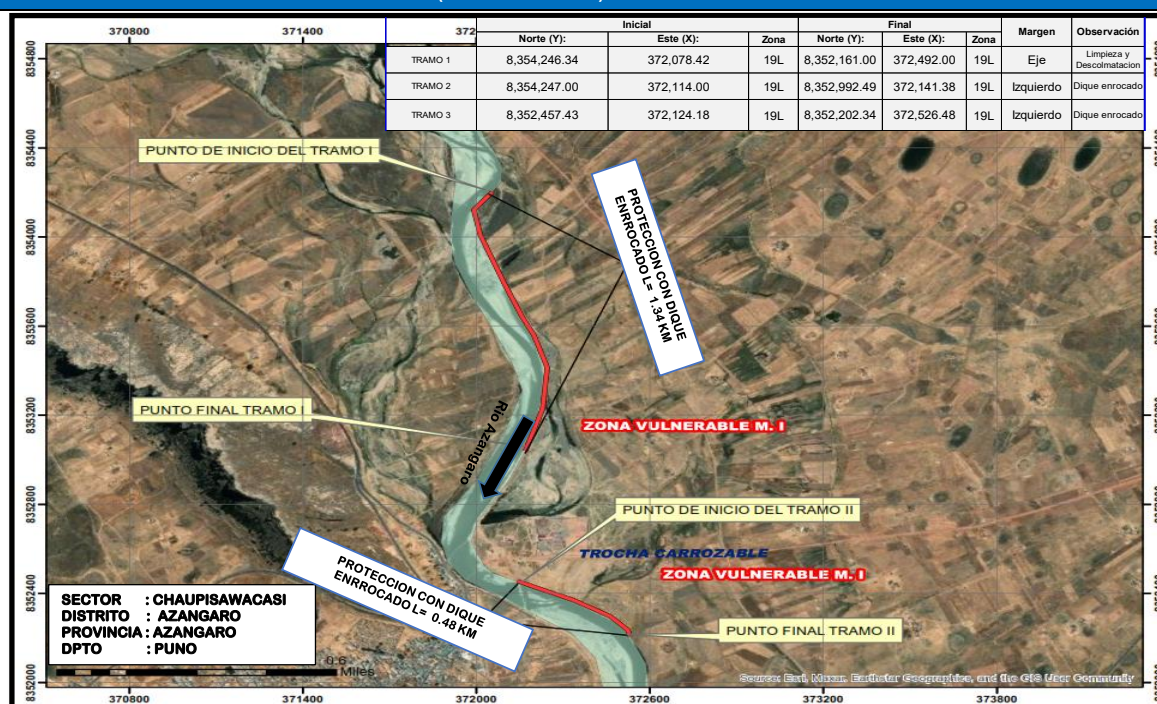 Inicial Final Margen Observación
Norte (Y): Este (X): Zona Norte (Y): Este (X): Zona
TRAMO 1 8,354,246.34 372,078.42 19L 8,352,161.00 372,492.00 19L Eje Limpieza y Descolmatacion
TRAMO 2 8,354,247.00 372,114.00 19L 8,352,992.49 372,141.38 19L Izquierdo Dique enrocado
TRAMO 3 8,352,457.43 372,124.18 19L 8,352,202.34 372,526.48 19L Izquierdo Dique enrocado
370800 371400 372
8354800
8354400
8354000
8353600
8353200
8352800
8352400
8352000
PUNTO DE INICIO DEL TRAMO I
PROTECCION CON DIQUE
ENRROCADO L= 1.34 KM
PUNTO FINAL TRAMO I
Río Azangaro
ZONA VULNERABLE M. I
PUNTO DE INICIO DEL TRAMO II
TROCHA CARROZABLE
ZONA VULNERABLE M. I
PROTECCION CON DIQUE
ENRROCADO L= 0.48 KM
PUNTO FINAL TRAMO II
SECTOR : CHAUPISAWACASI
DISTRITO : AZANGARO
PROVINCIA : AZANGARO
DPTO : PUNO
0.6
Miles
Source: Esri, Maxar, Earthstar Geographics, and the GIS User Community
370800 371400 372000 372600 373200 373800